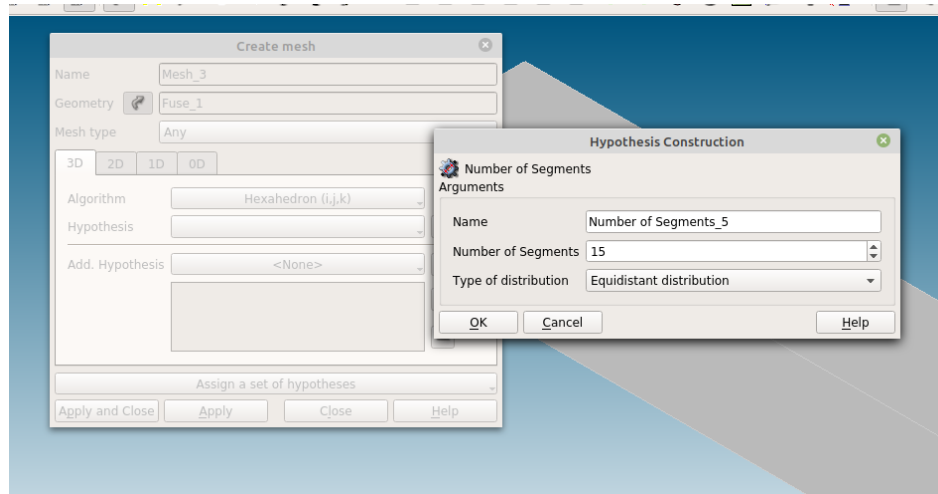 Create mesh
Name Mesh_3
Geometry Fuse_1
Mesh type Any
3D 2D 1D 0D
Algorithm Hexahedron (i,j,k)
Hypothesis
Add. Hypothesis <None>
Assign a set of hypotheses
Apply and Close Apply Close Help
Hypothesis Construction
Number of Segments
Arguments
Name Number of Segments_5
Number of Segments 15
Type of distribution Equidistant distribution
OK Cancel Help